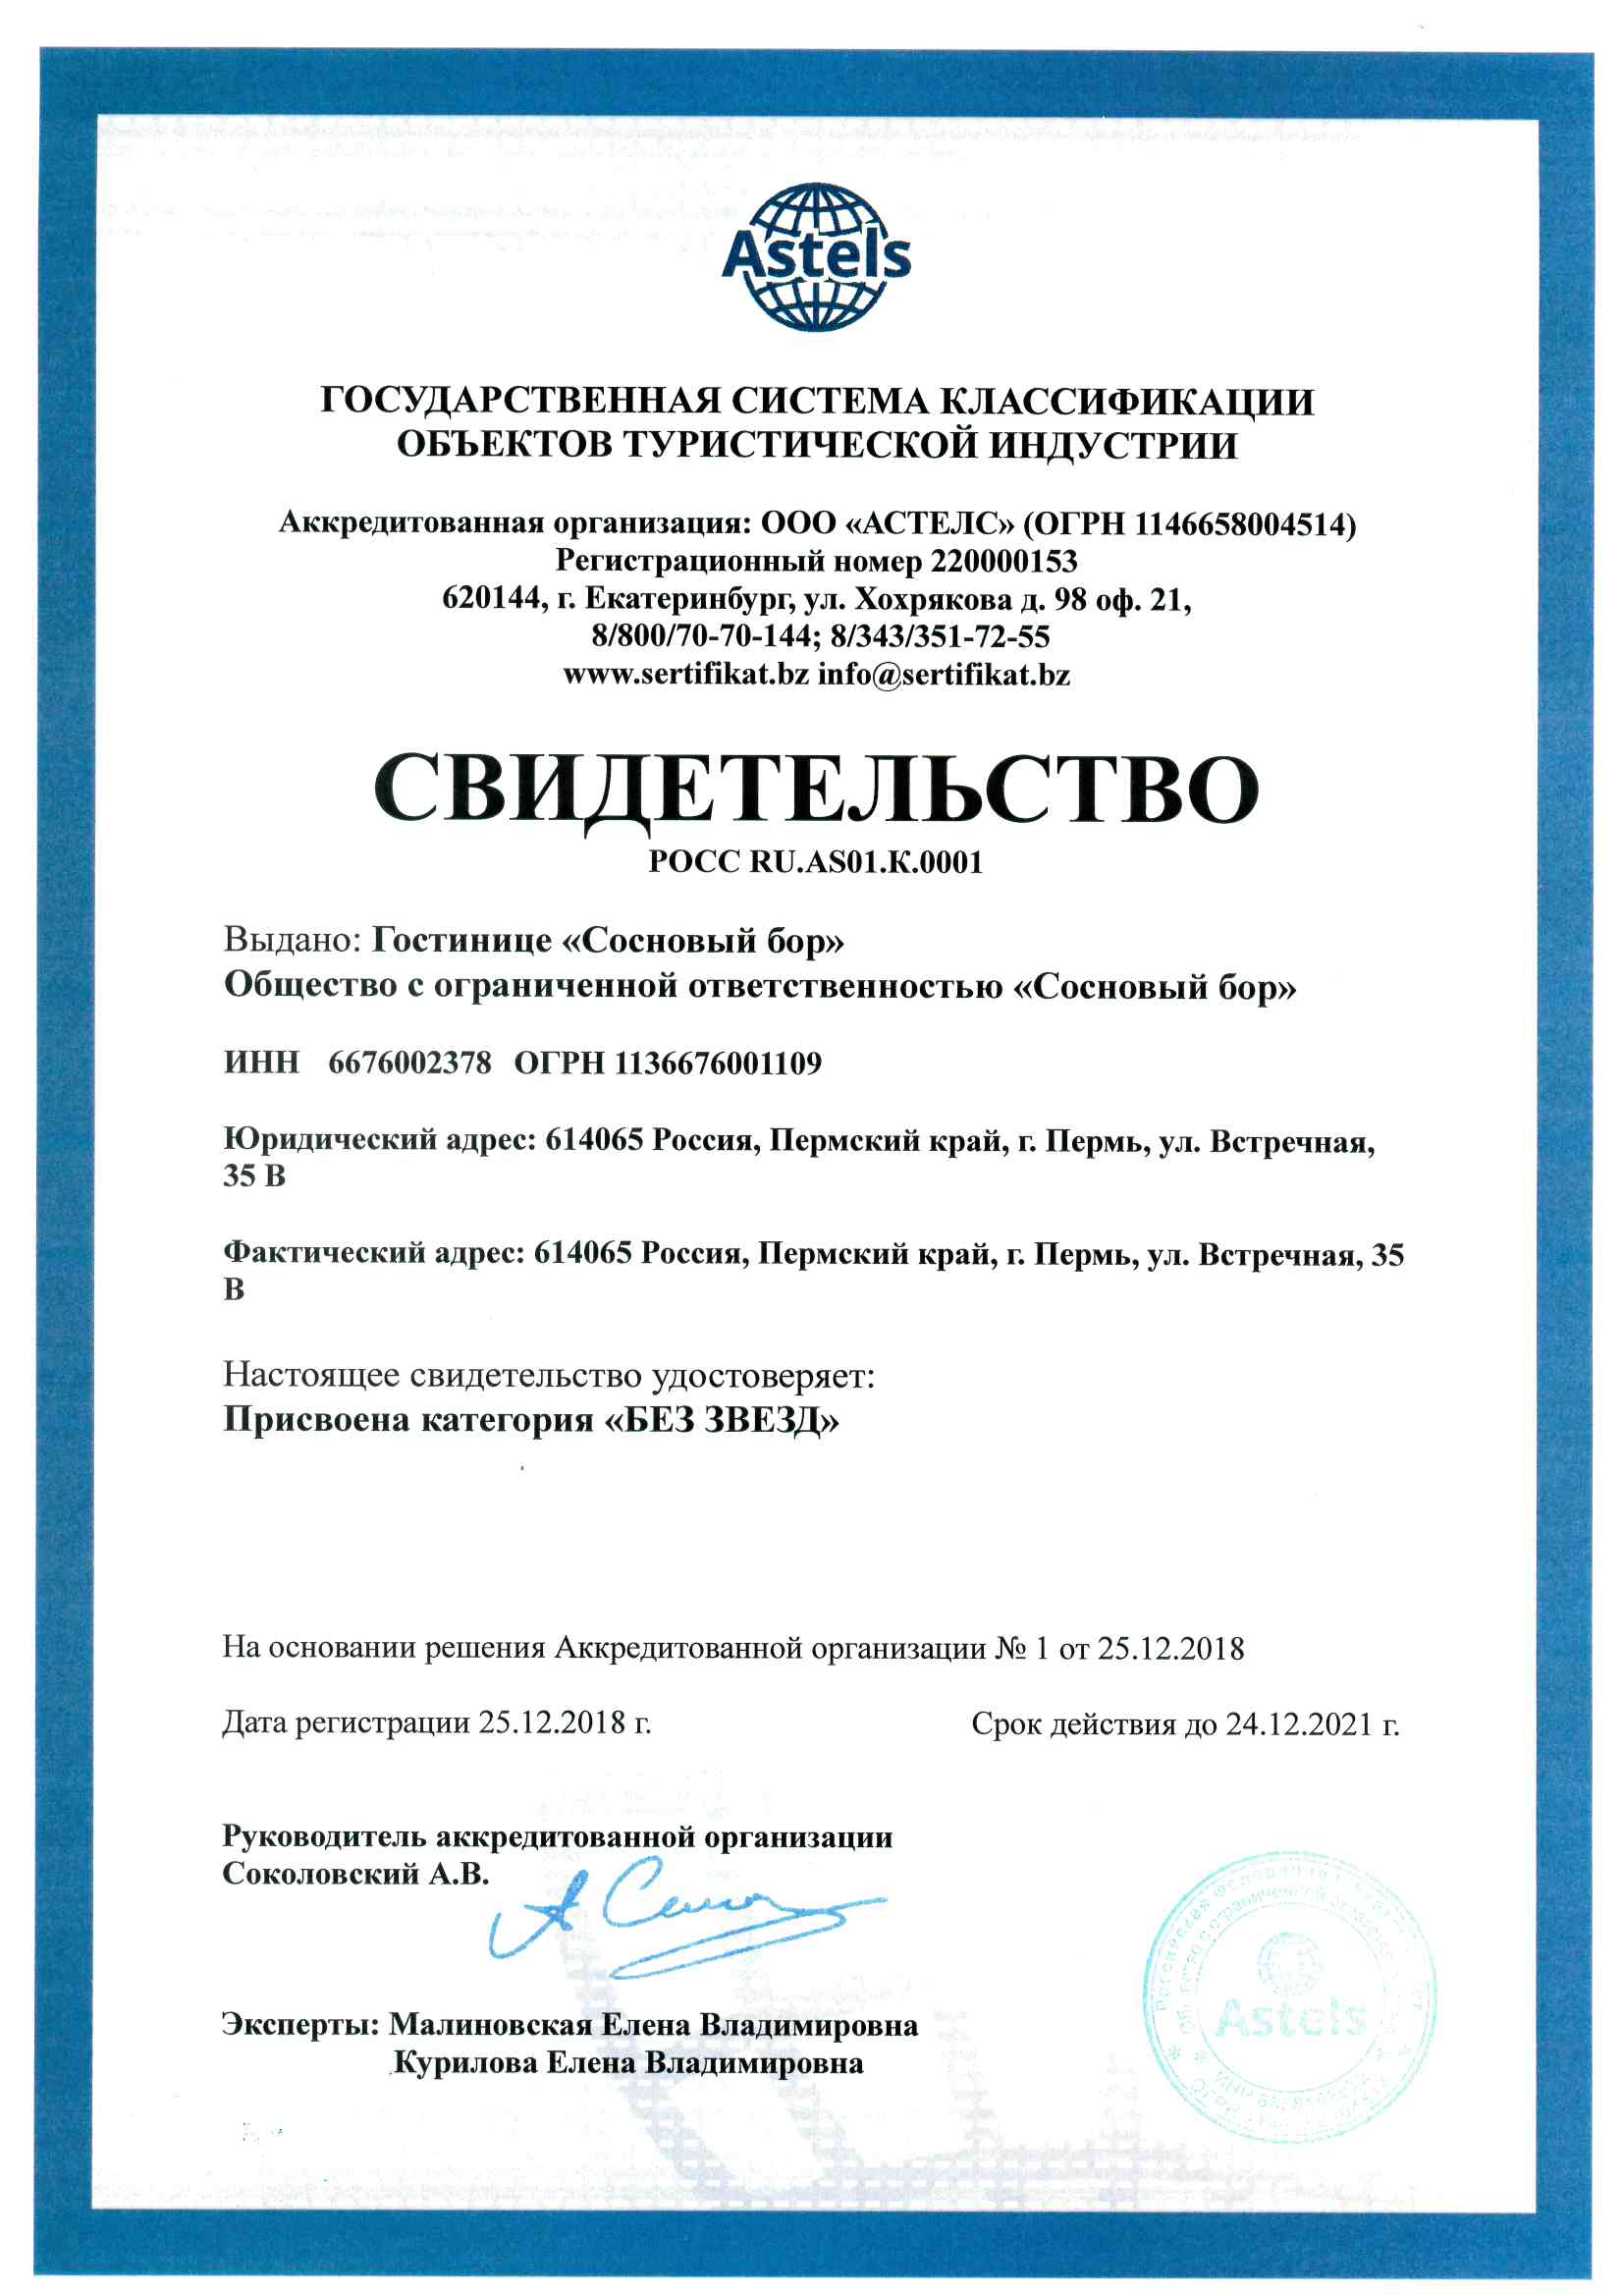 Astels
ГОСУДАРСТВЕННАЯ СИСТЕМА КЛАССИФИКАЦИИ
ОБЪЕКТОВ ТУРИСТИЧЕСКОЙ ИНДУСТРИИ
Аккредитованная организация: ООО «АСТЕЛС» (ОГРН 1146658004514)
Регистрационный номер 220000153
620144, г. Екатеринбург, ул. Хохрякова д. 98 оф. 21,
8/800/70-70-144; 8/343/351-72-55
www.sertifikat.bz info@sertifikat.bz
СВИДЕТЕЛЬСТВО
РОСС RU.AS01.К.0001
Выдано: Гостинице «Сосновый бор»
Общество с ограниченной ответственностью «Сосновый бор»
ИНН 6676002378 ОГРН 1136676001109
Юридический адрес: 614065 Россия, Пермский край, г. Пермь, ул. Встречная,
35 В
Фактический адрес: 614065 Россия, Пермский край, г. Пермь, ул. Встречная, 35
В
Настоящее свидетельство удостоверяет:
Присвоена категория «БЕЗ ЗВЕЗД»
На основании решения Аккредитованной организации № 1 от 25.12.2018
Дата регистрации 25.12.2018 г. Срок действия до 24.12.2021 г.
Руководитель аккредитованной организации
Соколовский А.В.
Эксперты: Малиновская Елена Владимировна
Курилова Елена Владимировна
Российская Федерация
Astels